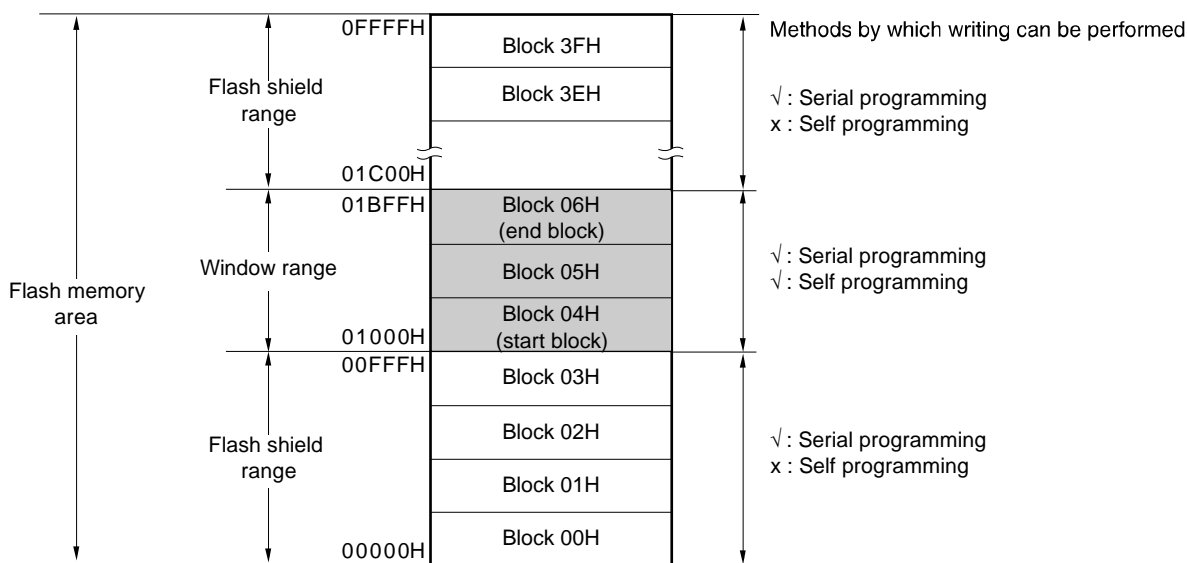 0FFFFH
Block 3FH
Methods by which writing can be performed
Flash shield
range
Block 3EH
√ : Serial programming
x : Self programming
01C00H
01BFFH
Block 06H
(end block)
Window range
Block 05H
√ : Serial programming
√ : Self programming
Flash memory
area
Block 04H
(start block)
01000H
00FFFH
Block 03H
Flash shield
range
Block 02H
√ : Serial programming
x : Self programming
Block 01H
Block 00H
00000H